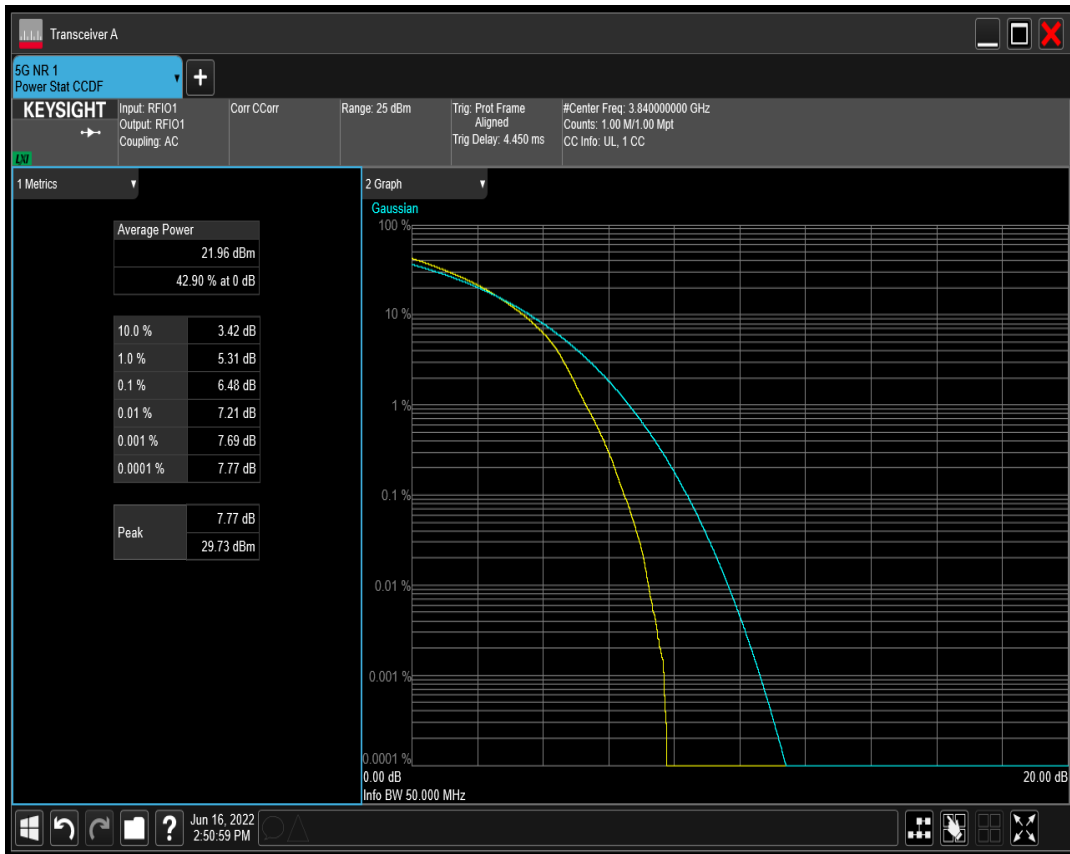 Transceiver A
5G NR 1
Power Stat CCDF
+
KEYSIGHT
LXI
Input: RFIO1
Output: RFIO1
Coupling: AC
Corr CCorr
Range: 25 dBm
Trig: Prot Frame
Aligned
Trig Delay: 4.450 ms
#Center Freq: 3.840000000 GHz
Counts: 1.00 M/1.00 Mpt
CC Info: UL, 1 CC
1 Metrics
Average Power
21.96 dBm
42.90 % at 0 dB
10.0 % 3.42 dB
1.0 % 5.31 dB
0.1 % 6.48 dB
0.01 % 7.21 dB
0.001 % 7.69 dB
0.0001 % 7.77 dB
Peak
7.77 dB
29.73 dBm
2 Graph
Gaussian
100 %
10 %
1 %
0.1 %
0.01 %
0.001 %
0.0001 %
0.00 dB 20.00 dB
Info BW 50.000 MHz
?
Jun 16, 2022
2:50:59 PM